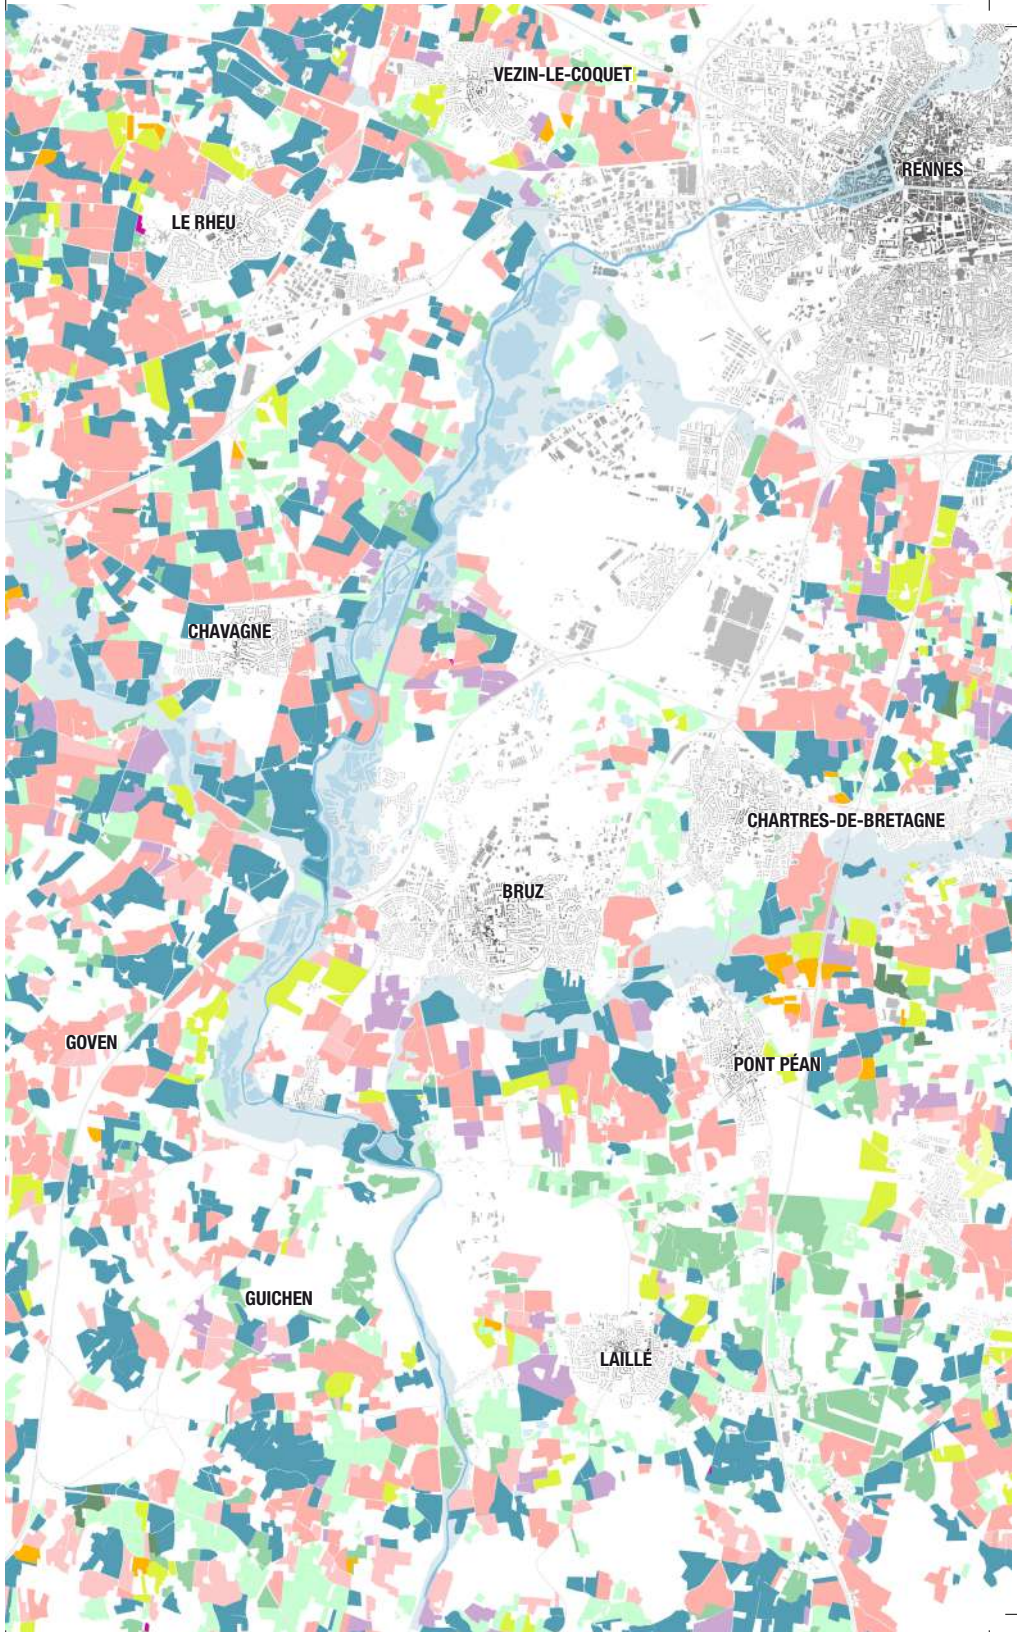 VEZIN-LE-COQUET
RENNES
LE RHEU
CHAVAGNE
CHARTRES-DE-BRETAGNE
BRUZ
GOVEN
PONT PÉAN
GUICHEN
LAILLÉ